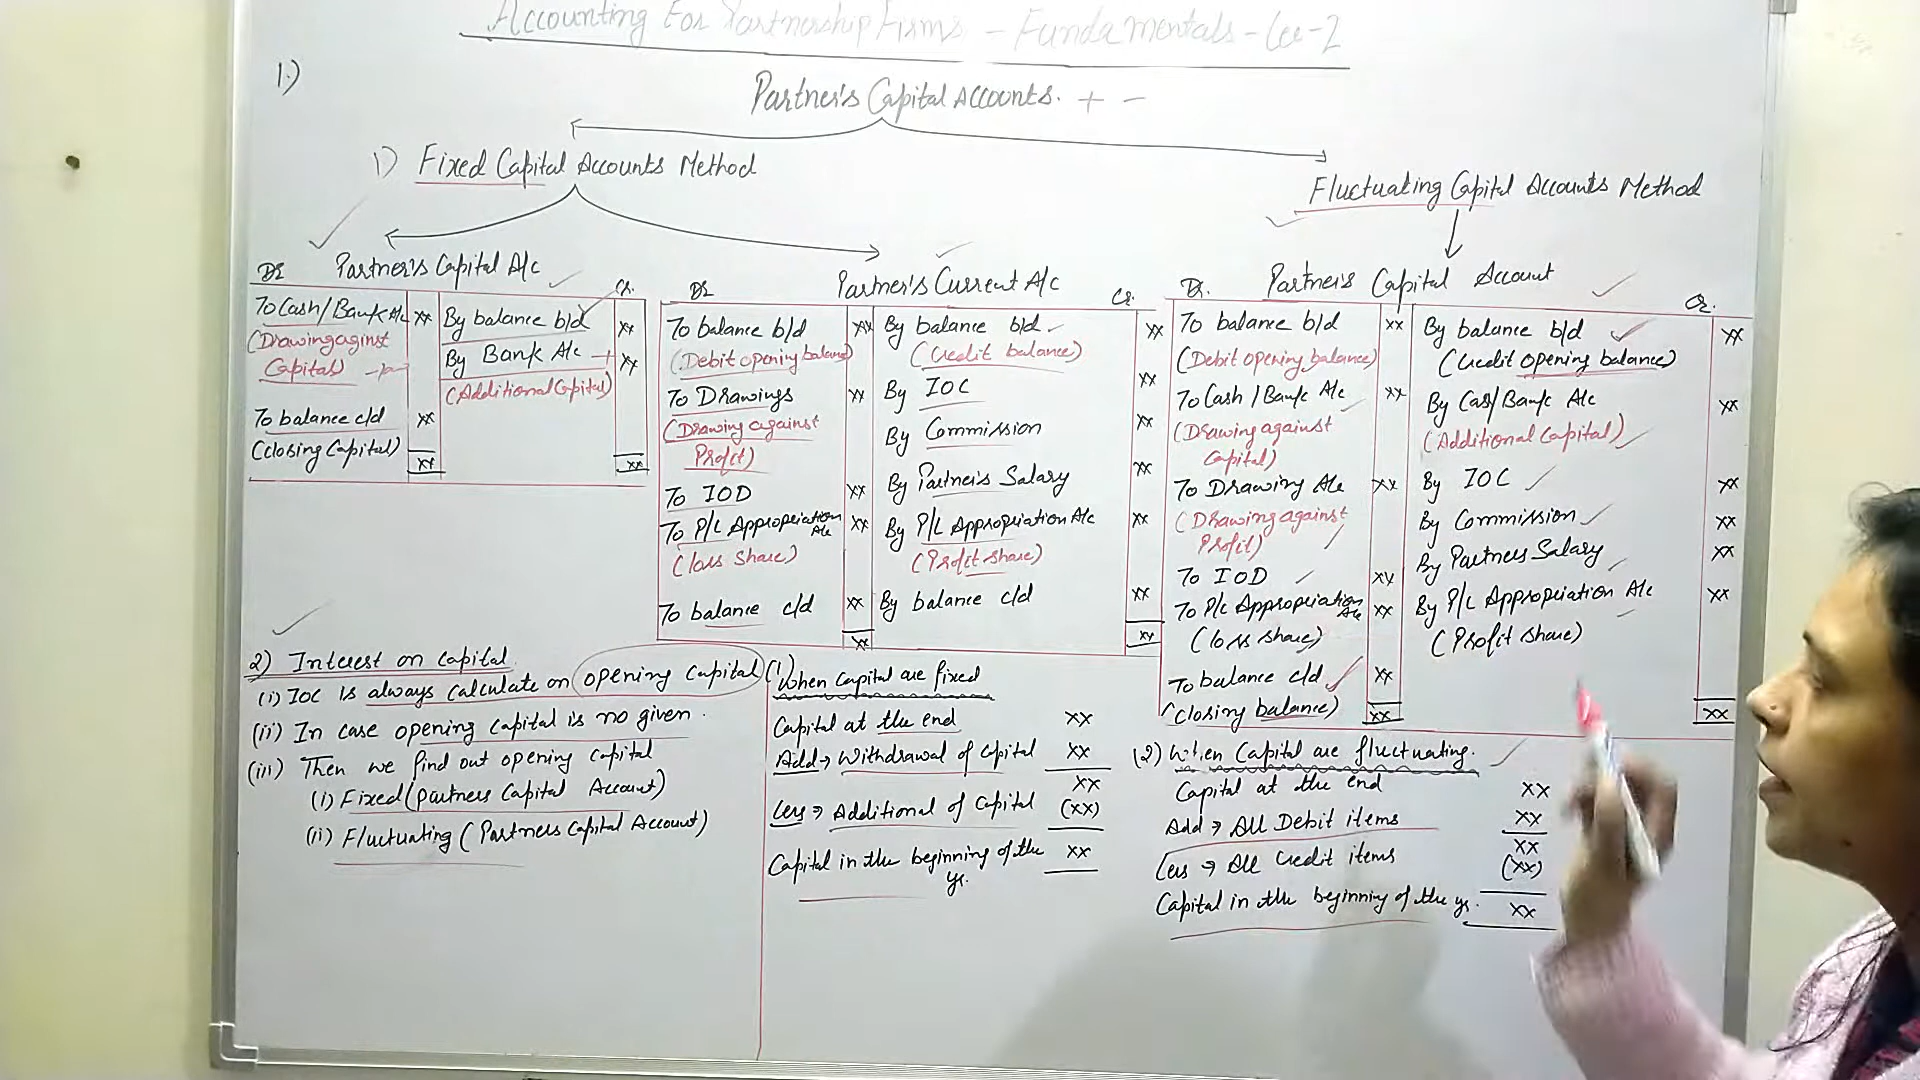 Accounting For Partnership Firms - Fundamentals - Lec-2
1.)
Partner's Capital Accounts. + -
1) Fixed Capital Accounts Method
Fluctuating Capital Accounts Method
Partner's Capital A/c
Dr Cr.
To Cash/Bank A/c xx By balance b/d xx
(Drawing against By Bank A/c + xx
Capital) (Additional Capital)
To balance c/d xx
(Closing Capital)
xx xx
Partner's Current A/c
Dr Cr.
To balance b/d xx By balance b/d xx
(Debit opening balance) (Credit balance)
To Drawings xx By IOC xx
(Drawing against By Commission xx
Profit) By Partner's Salary xx
To IOD xx
To P/L Appropriation A/c xx By P/L Appropriation A/c xx
(loss share) (Profit share)
To balance c/d xx By balance c/d xx
xx xx
Partner's Capital Account
Dr. Cr.
To balance b/d xx By balance b/d xx
(Debit opening balance) (Credit opening balance)
To Cash/Bank A/c xx By Cas/Bank A/c xx
(Drawing against (Additional Capital)
Capital)
To Drawing A/c xx By IOC xx
(Drawing against By Commission xx
Profit) By Partners Salary xx
To IOD xx
To P/L Appropriation A/c xx By P/L Appropriation A/c xx
(loss share) (Profit share)
To balance c/d xx
(closing balance) xx xx
2) Interest on capital
(i) IOC is always calculate on opening capital
(ii) In case opening capital is no given.
(iii) Then we find out opening capital
(i) Fixed (partners Capital Account)
(ii) Fluctuating (Partners Capital Account)
(1) When Capital are fixed
Capital at the end xx
Add → Withdrawal of Capital xx
xx
Less → Additional of Capital (xx)
Capital in the beginning of the xx
yr.
(2) When Capital are fluctuating.
Capital at the end xx
Add → All Debit items xx
xx
Less → All Credit items (xx)
Capital in the beginning of the yr. xx